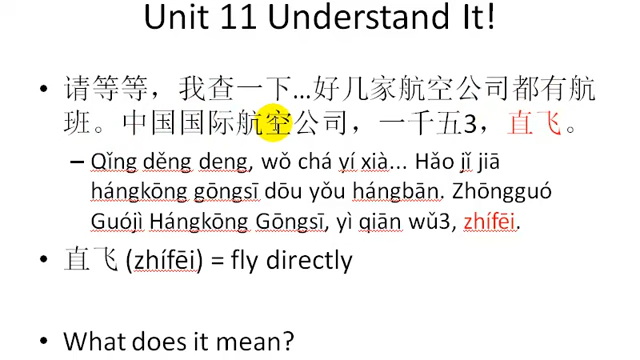 Unit 11 Understand It!
• 请等等，我查一下…好几家航空公司都有航
班。中国国际航空公司，一千五3，直飞。
– Qǐng děng deng, wǒ chá yí xià... Hǎo jǐ jiā
hángkōng gōngsī dōu yǒu hángbān. Zhōngguó
Guójì Hángkōng Gōngsī, yì qiān wǔ3, zhífēi.
• 直飞 (zhífēi) = fly directly
• What does it mean?